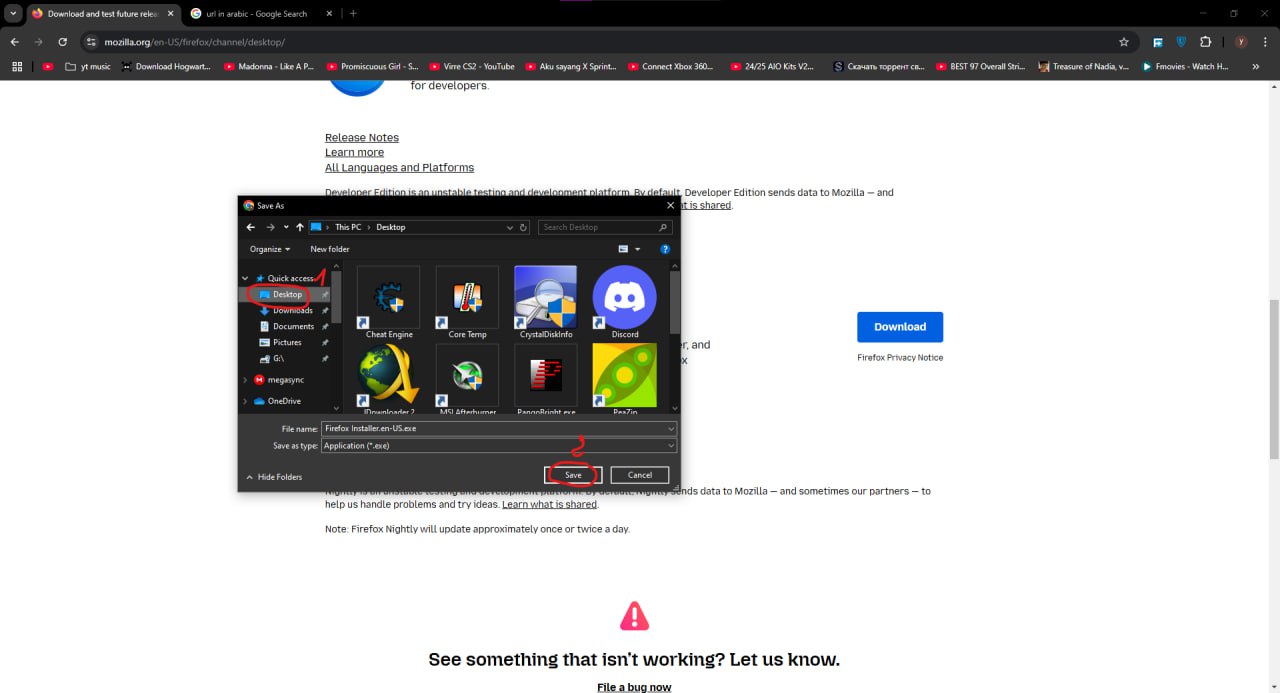 Download and test future relea
url in arabic - Google Search
mozilla.org/en-US/firefox/channel/desktop/
y
yt music
Download Hogwart...
Madonna - Like A P...
Promiscuous Girl - S...
Virre CS2 - YouTube
Aku sayang X Sprint...
Connect Xbox 360...
24/25 AIO Kits V2...
Скачать торрент св...
BEST 97 Overall Stri...
Treasure of Nadia, v...
Fmovies - Watch H...
for developers.
Release Notes
Learn more
All Languages and Platforms
Developer Edition is an unstable testing and development platform. By default, Developer Edition sends data to Mozilla — and
t is shared.
Save As
This PC
Desktop
Search Desktop
Organize
New folder
1
Quick access
Desktop
Downloads
Documents
Pictures
G:\
megasync
OneDrive
Cheat Engine
Core Temp
CrystalDiskInfo
Discord
JDownloader 2
MSI Afterburner
PangoBright.exe
PeaZip
File name:
Firefox Installer.en-US.exe
Save as type:
Application (*.exe)
2
Hide Folders
Save
Cancel
r, and
x
Download
Firefox Privacy Notice
Nightly is an unstable testing and development platform. By default, Nightly sends data to Mozilla — and sometimes our partners — to
help us handle problems and try ideas. Learn what is shared.
Note: Firefox Nightly will update approximately once or twice a day.
See something that isn't working? Let us know.
File a bug now